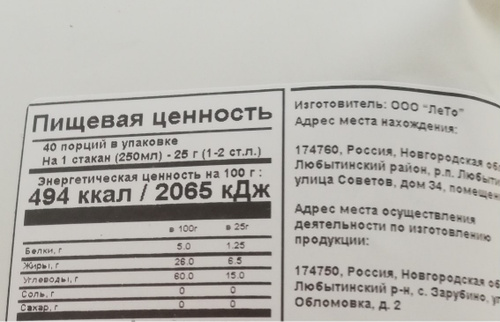 Пищевая ценность
40 порций в упаковке
На 1 стакан (250мл) - 25 г (1-2 ст.л.)
Энергетическая ценность на 100 г :
494 ккал / 2065 кДж
в 100г в 25г
Белки, г 5.0 1.25
Жиры, г 26.0 6.5
Углеводы, г 60.0 15.0
Соль, г 0 0
Сахар, г 0 0
Изготовитель: ООО "ЛеТо"
Адрес места нахождения:
174760, Россия, Новгородская об
Любытинский район, р.п. Любыт
улица Советов, дом 34, помещен
Адрес места осуществления
деятельности по изготовлению
продукции:
174750, Россия, Новгородская об
Любытинский р-н, с. Зарубино, ул
Обломовка, д. 2